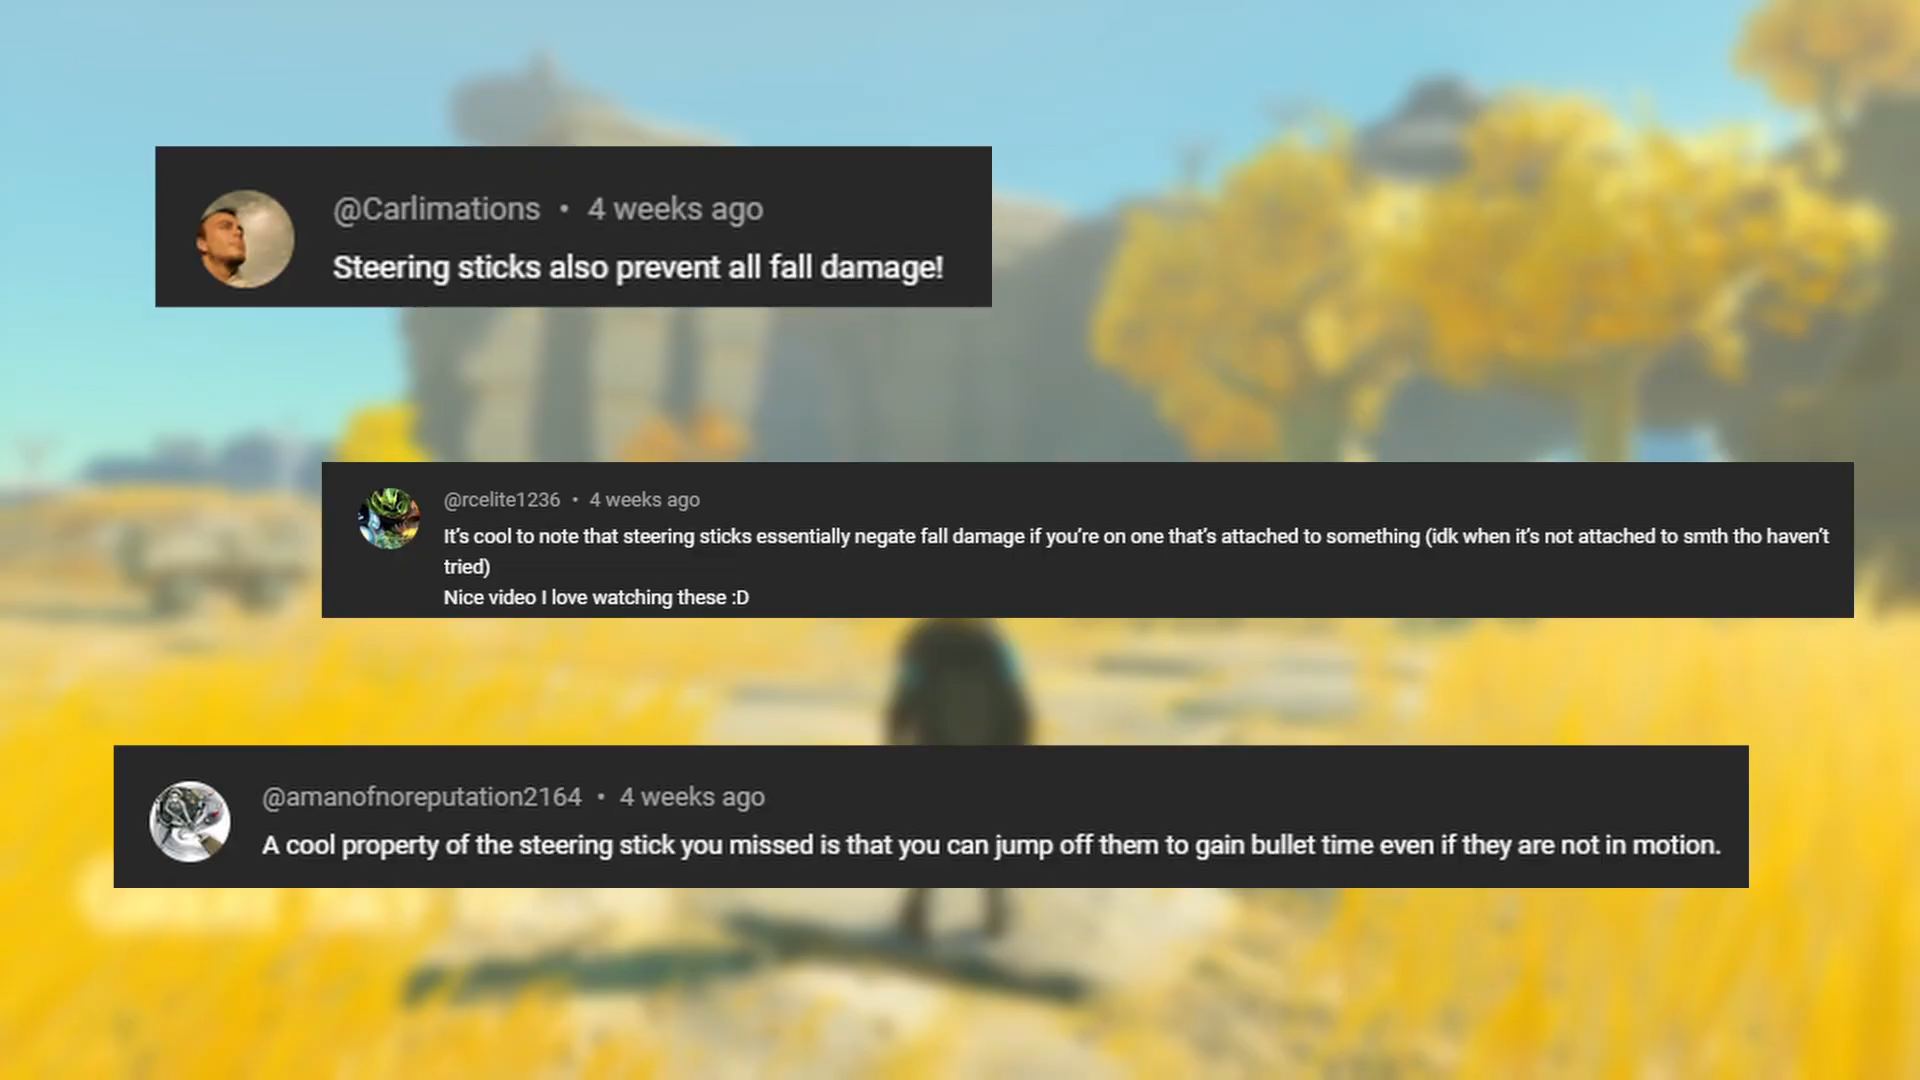 @Carlimations • 4 weeks ago
Steering sticks also prevent all fall damage!
@rcelite1236 • 4 weeks ago
It's cool to note that steering sticks essentially negate fall damage if you're on one that's attached to something (idk when it's not attached to smth tho haven't
tried)
Nice video I love watching these :D
@amanofnoreputation2164 • 4 weeks ago
A cool property of the steering stick you missed is that you can jump off them to gain bullet time even if they are not in motion.